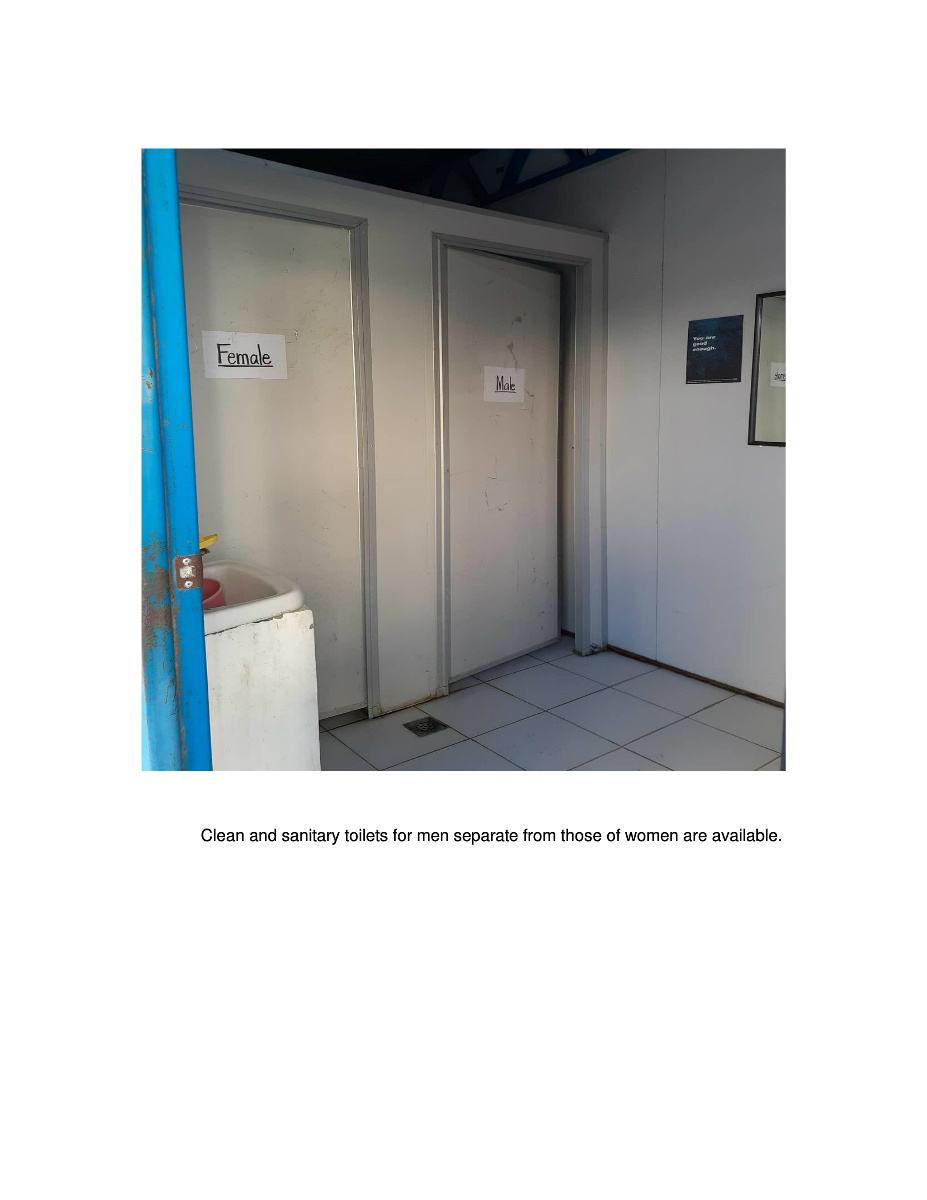 Female
Male
You are
good
enough.
Clean and sanitary toilets for men separate from those of women are available.